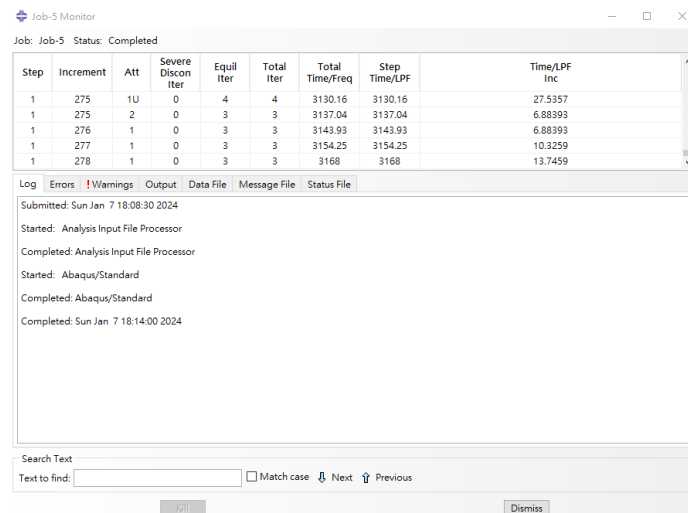 Job-5 Monitor
Job: Job-5 Status: Completed
Step Increment Att Severe Discon Iter Equil Iter Total Iter Total Time/Freq Step Time/LPF Time/LPF Inc
1 275 1U 0 4 4 3130.16 3130.16 27.5357
1 275 2 0 3 3 3137.04 3137.04 6.88393
1 276 1 0 3 3 3143.93 3143.93 6.88393
1 277 1 0 3 3 3154.25 3154.25 10.3259
1 278 1 0 3 3 3168 3168 13.7459
Log Errors !Warnings Output Data File Message File Status File
Submitted: Sun Jan 7 18:08:30 2024
Started: Analysis Input File Processor
Completed: Analysis Input File Processor
Started: Abaqus/Standard
Completed: Abaqus/Standard
Completed: Sun Jan 7 18:14:00 2024
Search Text
Text to find: Match case Next Previous
Kill Dismiss